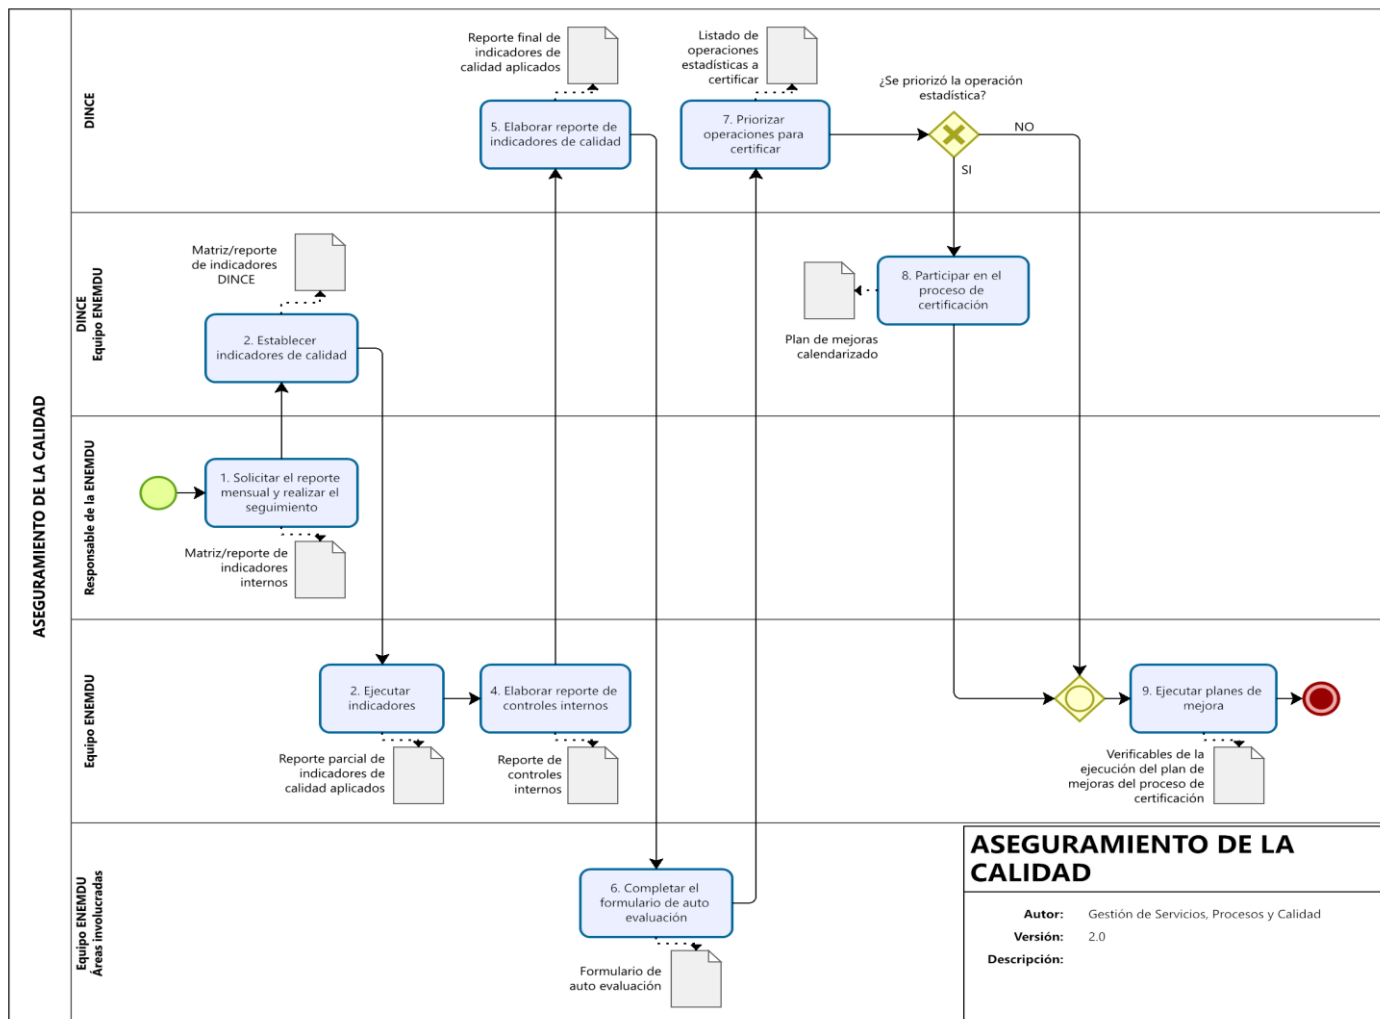 ASEGURAMIENTO DE LA CALIDAD
DINCE
Reporte final de
indicadores de
calidad aplicados
5. Elaborar reporte de
indicadores de calidad
Listado de
operaciones
estadísticas a
certificar
7. Priorizar
operaciones para
certificar
¿Se priorizó la operación
estadística?
NO
SI
DINCE
Equipo ENEMDU
Matriz/reporte
de indicadores
DINCE
2. Establecer
indicadores de calidad
8. Participar en el
proceso de
certificación
Plan de mejoras
calendarizado
Responsable de la ENEMDU
1. Solicitar el reporte
mensual y realizar el
seguimiento
Matriz/reporte de
indicadores
internos
Equipo ENEMDU
2. Ejecutar
indicadores
Reporte parcial de
indicadores de
calidad aplicados
4. Elaborar reporte de
controles internos
Reporte de
controles
internos
9. Ejecutar planes de
mejora
Verificables de la
ejecución del plan de
mejoras del proceso de
certificación
Equipo ENEMDU
Áreas involucradas
6. Completar el
formulario de auto
evaluación
Formulario de
auto evaluación
ASEGURAMIENTO DE LA
CALIDAD
Autor: Gestión de Servicios, Procesos y Calidad
Versión: 2.0
Descripción: